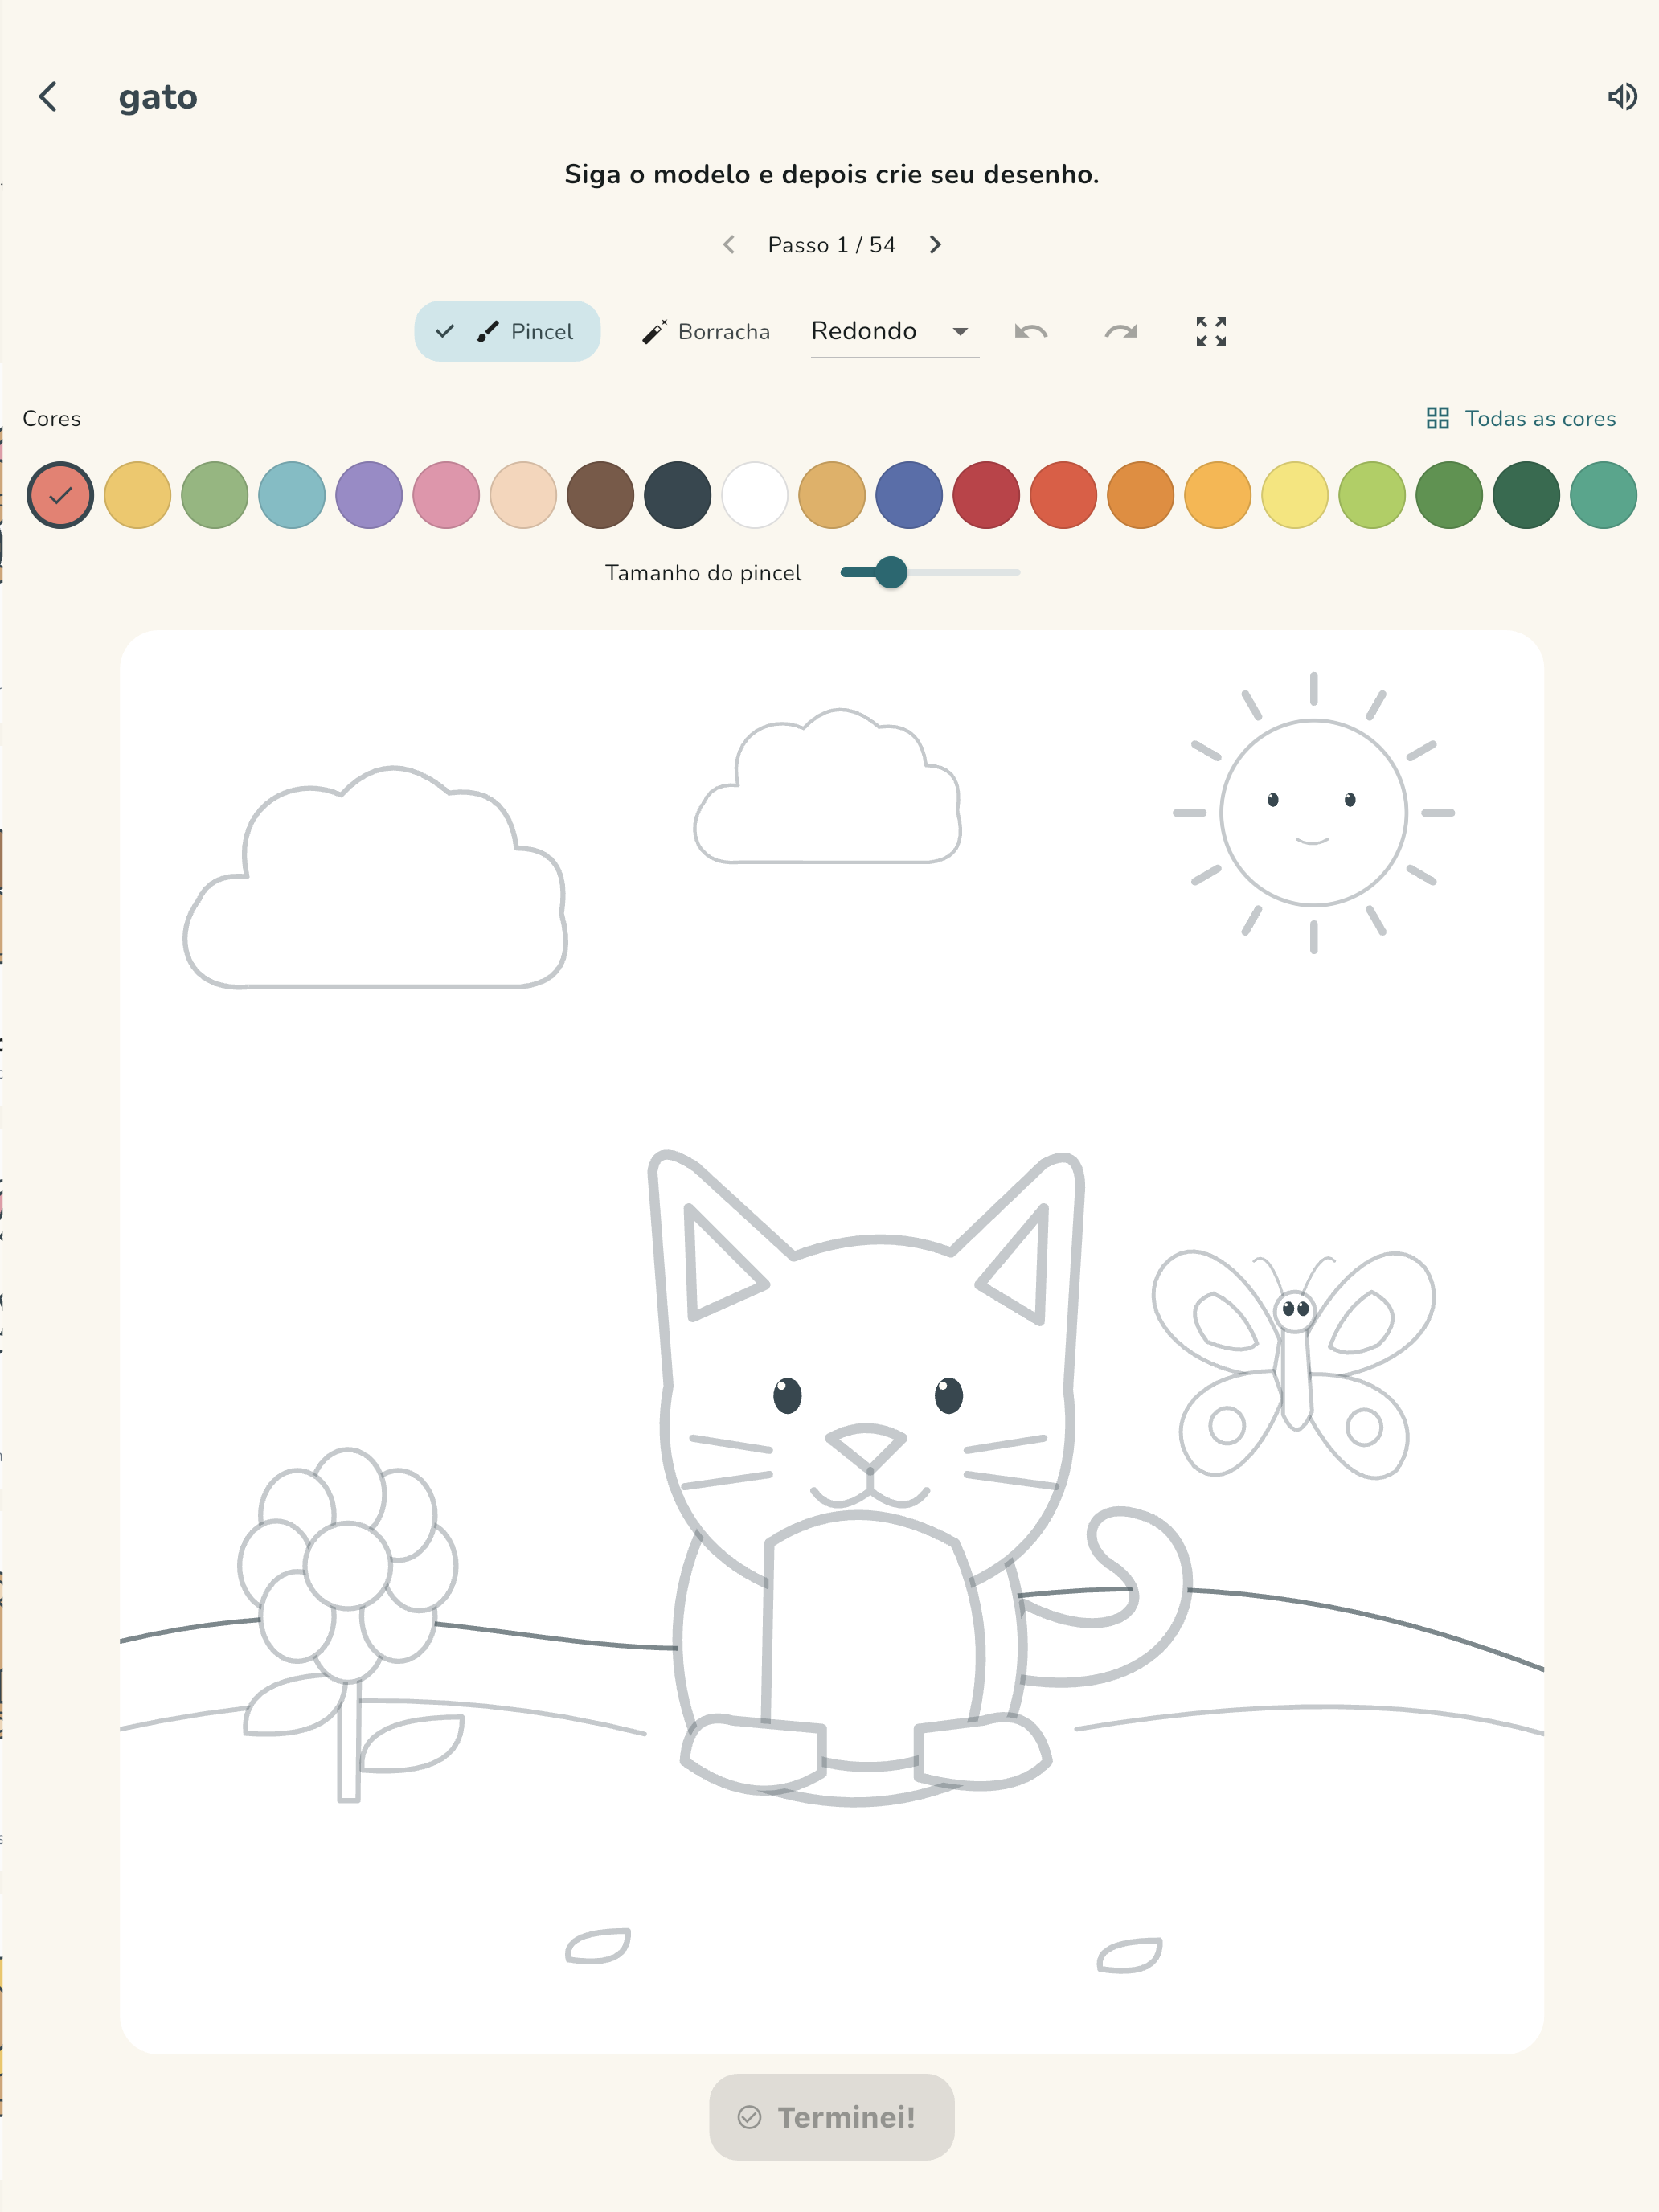 gato
Siga o modelo e depois crie seu desenho.
Passo 1 / 54
Pincel
Borracha
Redondo
Cores
Todas as cores
Tamanho do pincel
Terminei!